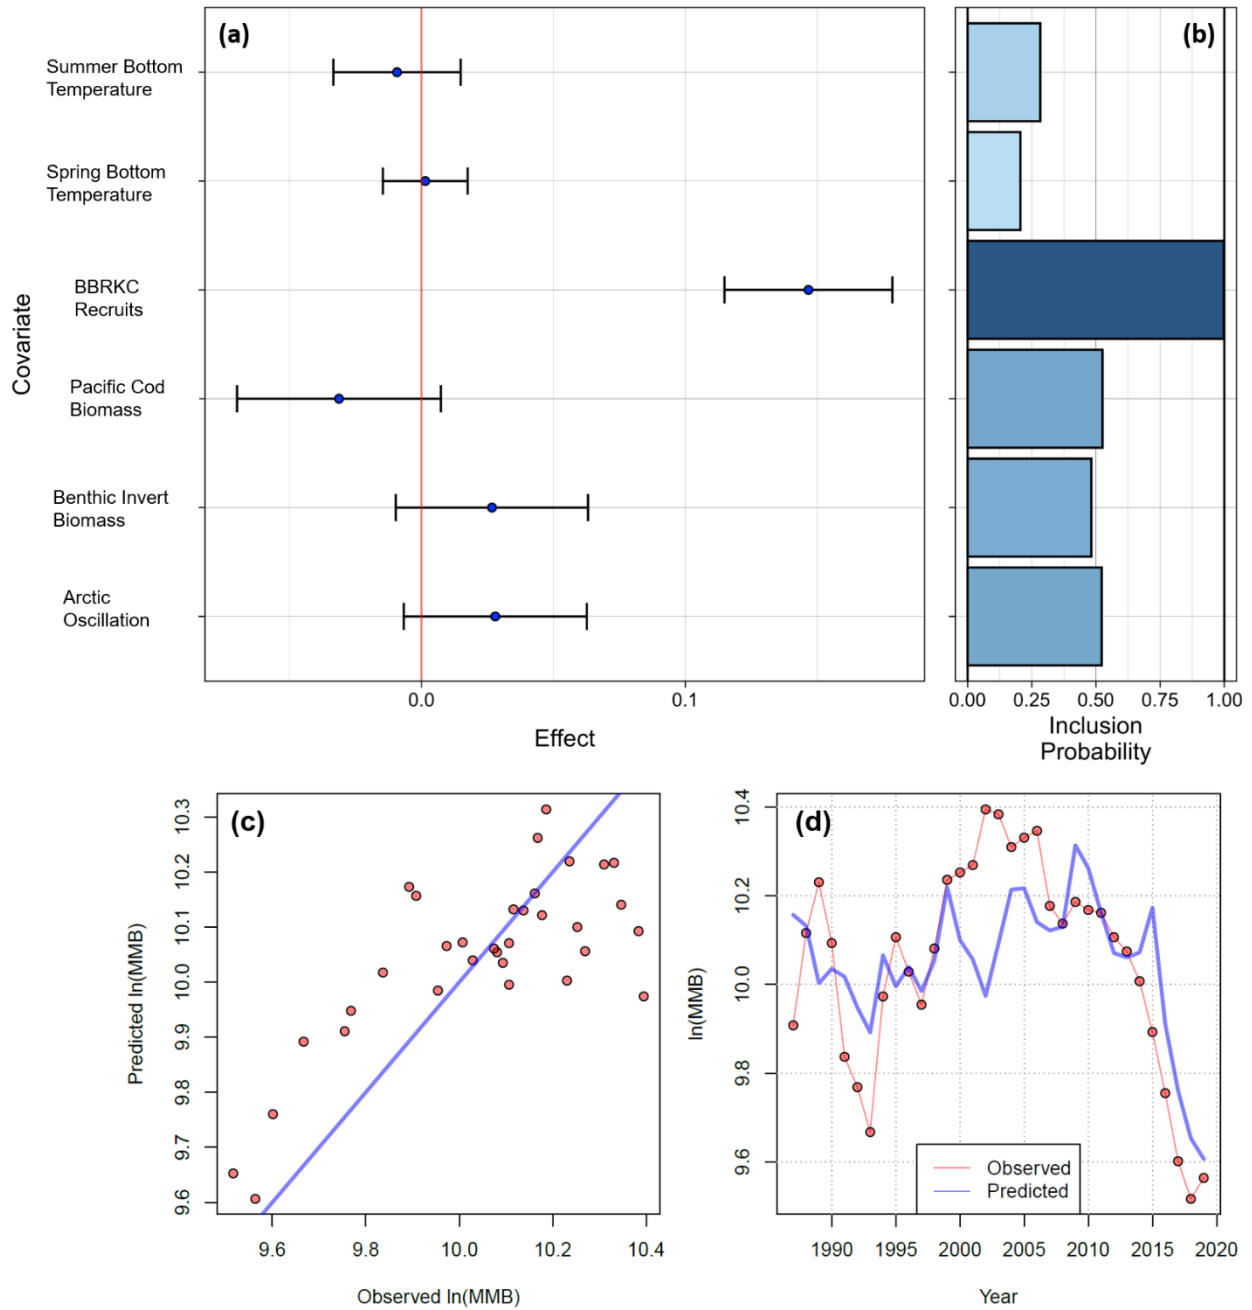 (a)
(b)
Covariate
Summer Bottom
Temperature
Spring Bottom
Temperature
BBRKC
Recruits
Pacific Cod
Biomass
Benthic Invert
Biomass
Arctic
Oscillation
0.0
0.1
Effect
0.00
0.25
0.50
0.75
1.00
Inclusion
Probability
(c)
Predicted ln(MMB)
10.3
10.2
10.1
10.0
9.9
9.8
9.7
9.6
9.6
9.8
10.0
10.2
10.4
Observed ln(MMB)
(d)
ln(MMB)
10.4
10.2
10.0
9.8
9.6
Observed
Predicted
1990
1995
2000
2005
2010
2015
2020
Year